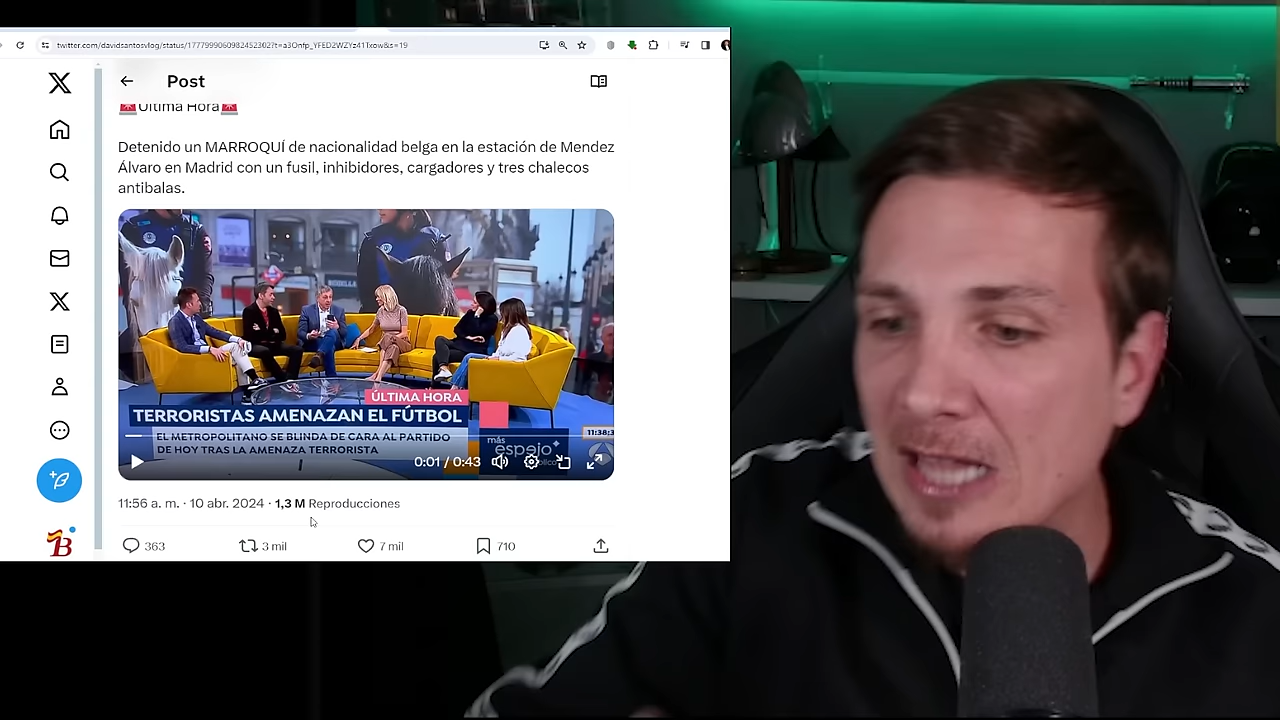 twitter.com/davidsantosvlog/status/1777999060982452302?t=a3Onfp_YFED2WZYz41Txow&s=19
Post
Última Hora
Detenido un MARROQUÍ de nacionalidad belga en la estación de Mendez
Álvaro en Madrid con un fusil, inhibidores, cargadores y tres chalecos
antibalas.
ÚLTIMA HORA
TERRORISTAS AMENAZAN EL FÚTBOL
EL METROPOLITANO SE BLINDA DE CARA AL PARTIDO
DE HOY TRAS LA AMENAZA TERRORISTA
más
espejo
11:38:3
0:01 / 0:43
11:56 a. m. · 10 abr. 2024 · 1,3 M Reproducciones
363
3 mil
7 mil
710
B